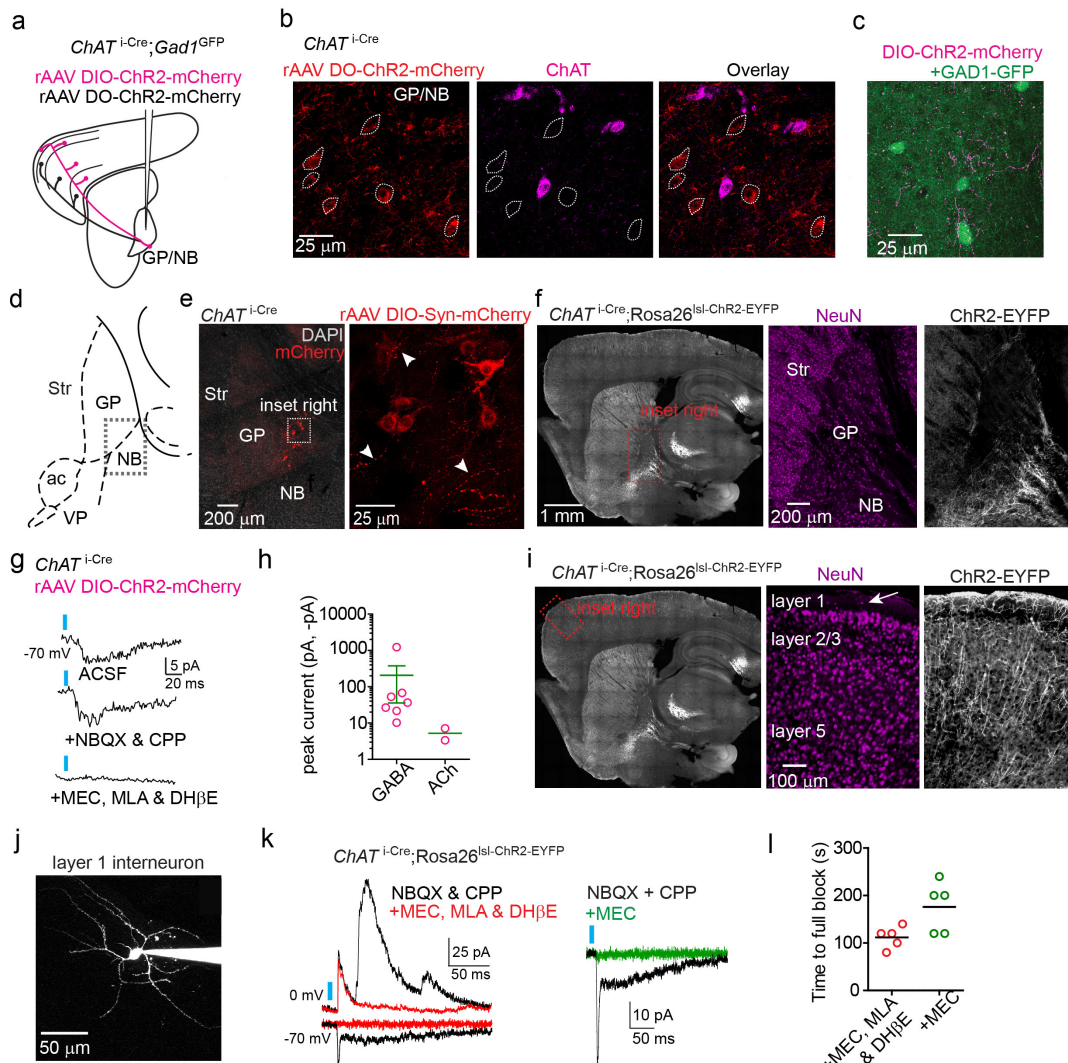 a
ChAT i-Cre;Gad1GFP
rAAV DIO-ChR2-mCherry
rAAV DO-ChR2-mCherry
GP/NB
b
ChAT i-Cre
rAAV DO-ChR2-mCherry
ChAT
Overlay
GP/NB
25 µm
c
DIO-ChR2-mCherry
+GAD1-GFP
25 µm
d
Str
GP
NB
ac
VP
e
ChAT i-Cre
rAAV DIO-Syn-mCherry
DAPI
mCherry
Str
inset right
GP
NB
f
200 µm
25 µm
f
ChAT i-Cre;Rosa26lsl-ChR2-EYFP
NeuN
ChR2-EYFP
inset right
1 mm
Str
GP
NB
200 µm
g
ChAT i-Cre
rAAV DIO-ChR2-mCherry
-70 mV
ACSF
5 pA
20 ms
+NBQX & CPP
+MEC, MLA & DHβE
h
peak current (pA, -pA)
10000
1000
100
10
1
GABA
ACh
i
ChAT i-Cre;Rosa26lsl-ChR2-EYFP
NeuN
ChR2-EYFP
inset right
layer 1
layer 2/3
layer 5
100 µm
j
layer 1 interneuron
50 µm
k
ChAT i-Cre;Rosa26lsl-ChR2-EYFP
NBQX & CPP
+MEC, MLA & DHβE
25 pA
50 ms
0 mV
-70 mV
NBQX + CPP
+MEC
10 pA
50 ms
l
Time to full block (s)
300
200
100
0
+MEC, MLA
& DHβE
+MEC